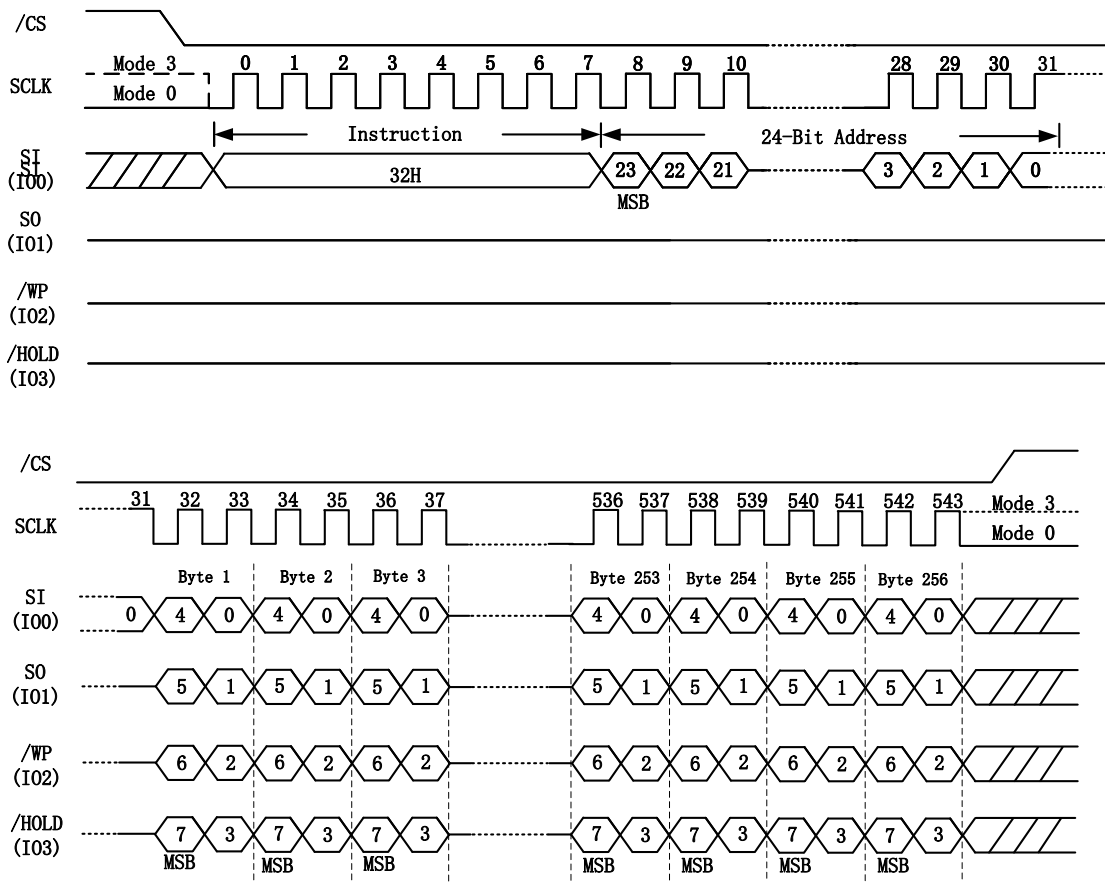 /CS
Mode 3 0 1 2 3 4 5 6 7 8 9 10 28 29 30 31
SCLK
Mode 0
Instruction 24-Bit Address
SI
SI
(IO0)
32H 23 22 21 3 2 1 0
MSB
SO
(IO1)
/WP
(IO2)
/HOLD
(IO3)
/CS
31 32 33 34 35 36 37 536 537 538 539 540 541 542 543 Mode 3
SCLK
Mode 0
Byte 1 Byte 2 Byte 3 Byte 253 Byte 254 Byte 255 Byte 256
SI
(IO0)
0 4 0 4 0 4 0 4 0 4 0 4 0 4 0
SO
(IO1)
5 1 5 1 5 1 5 1 5 1 5 1 5 1
/WP
(IO2)
6 2 6 2 6 2 6 2 6 2 6 2 6 2
/HOLD
(IO3)
7 3 7 3 7 3 7 3 7 3 7 3 7 3
MSB MSB MSB MSB MSB MSB MSB